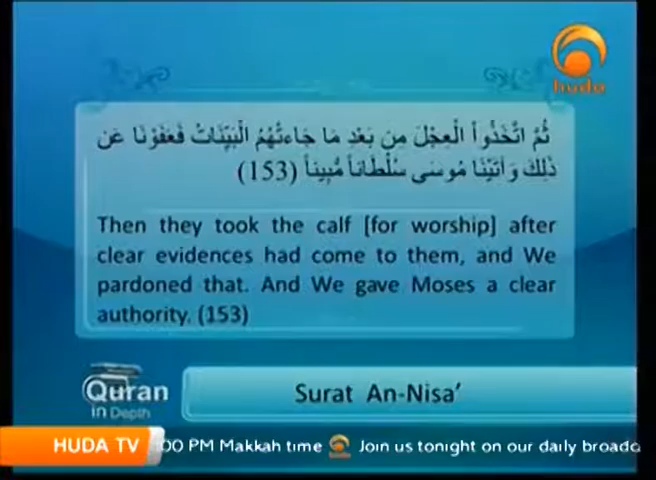 huda
ثُمَّ اتَّخَذُواْ الْعِجْلَ مِن بَعْدِ مَا جَاءتْهُمُ الْبَيِّنَاتُ فَعَفَوْنَا عَن
ذَلِكَ وَآتَيْنَا مُوسَى سُلْطَاناً مُّبِيناً (153)
Then they took the calf [for worship] after
clear evidences had come to them, and We
pardoned that. And We gave Moses a clear
authority. (153)
Quran
in Depth
Surat An-Nisa'
HUDA TV
:00 PM Makkah time Join us tonight on our daily broadc